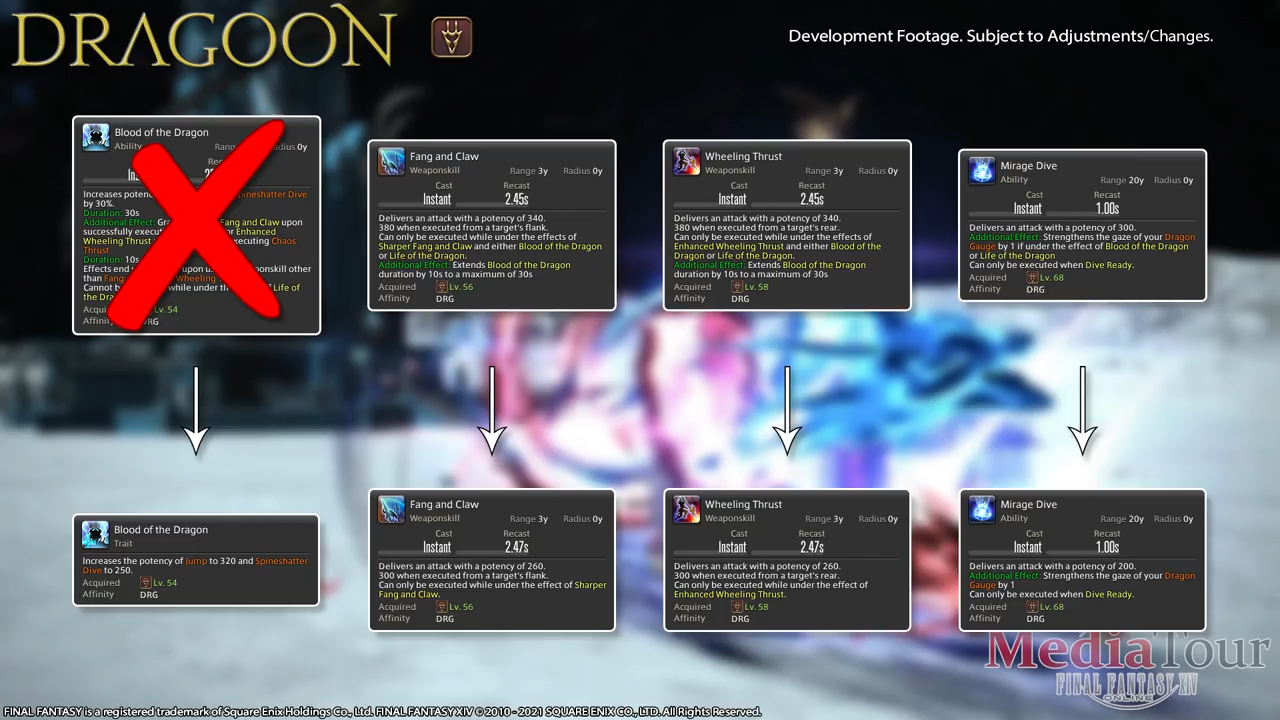 DRAGOON
Development Footage. Subject to Adjustments/Changes.
Blood of the Dragon
Ability
Radius 0y
Increases
Spineshatter Dive
by 30%.
Duration: 30s
Additional Effect:
Fang and Claw upon
successfully
or Enhanced
Wheeling Thrust
executing Chaos
Thrust.
Duration: 10s
Effects end
upon
other
than Fang
Wheeling
Cannot
while under the
Life of
the
Lv. 54
DRG
Fang and Claw
Weaponskill Range 3y Radius 0y
Cast Recast
Instant 2.45s
Delivers an attack with a potency of 340.
380 when executed from a target's flank.
Can only be executed while under the effects of
Sharper Fang and Claw and either Blood of the Dragon
or Life of the Dragon.
Additional Effect: Extends Blood of the Dragon
duration by 10s to a maximum of 30s
Acquired Lv. 56
Affinity DRG
Wheeling Thrust
Weaponskill Range 3y Radius 0y
Cast Recast
Instant 2.45s
Delivers an attack with a potency of 340.
380 when executed from a target's rear.
Can only be executed while under the effects of
Enhanced Wheeling Thrust and either Blood of the
Dragon or Life of the Dragon.
Additional Effect: Extends Blood of the Dragon
duration by 10s to a maximum of 30s
Acquired Lv. 58
Affinity DRG
Mirage Dive
Ability Range 20y Radius 0y
Cast Recast
Instant 1.00s
Delivers an attack with a potency of 300.
Additional Effect: Strengthens the gaze of your Dragon
Gauge by 1 if under the effect of Blood of the Dragon
or Life of the Dragon
Can only be executed when Dive Ready.
Acquired Lv. 68
Affinity DRG
Blood of the Dragon
Trait
Increases the potency of Jump to 320 and Spineshatter
Dive to 250.
Acquired Lv. 54
Affinity DRG
Fang and Claw
Weaponskill Range 3y Radius 0y
Cast Recast
Instant 2.47s
Delivers an attack with a potency of 260.
300 when executed from a target's flank.
Can only be executed while under the effect of Sharper
Fang and Claw.
Acquired Lv. 56
Affinity DRG
Wheeling Thrust
Weaponskill Range 3y Radius 0y
Cast Recast
Instant 2.47s
Delivers an attack with a potency of 260.
300 when executed from a target's rear.
Can only be executed while under the effect of
Enhanced Wheeling Thrust.
Acquired Lv. 58
Affinity DRG
Mirage Dive
Ability Range 20y Radius 0y
Cast Recast
Instant 1.00s
Delivers an attack with a potency of 200.
Additional Effect: Strengthens the gaze of your Dragon
Gauge by 1
Can only be executed when Dive Ready.
Acquired Lv. 68
Affinity DRG
MediaTour
FINAL FANTASY XIV
ONLINE
FINAL FANTASY is a registered trademark of Square Enix Holdings Co., Ltd. FINAL FANTASY XIV © 2010 - 2021 SQUARE ENIX CO., LTD. All Rights Reserved.